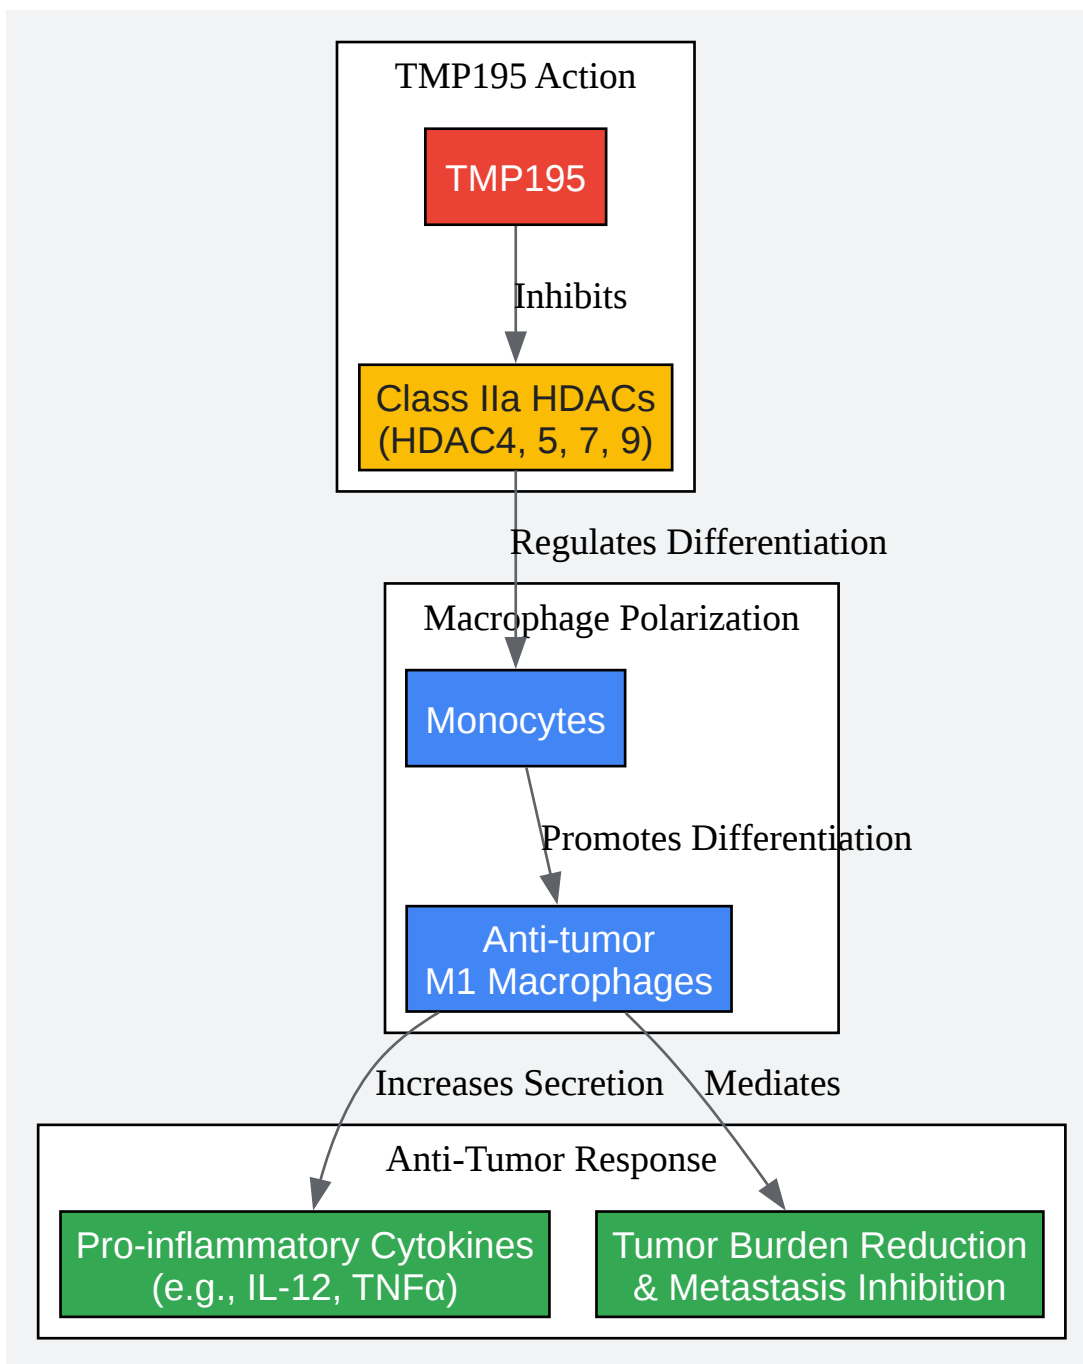 TMP195 Action
TMP195
Inhibits
Class IIa HDACs
(HDAC4, 5, 7, 9)
Regulates Differentiation
Macrophage Polarization
Monocytes
Promotes Differentiation
Anti-tumor
M1 Macrophages
Increases Secretion
Mediates
Anti-Tumor Response
Pro-inflammatory Cytokines
(e.g., IL-12, TNFα)
Tumor Burden Reduction
& Metastasis Inhibition